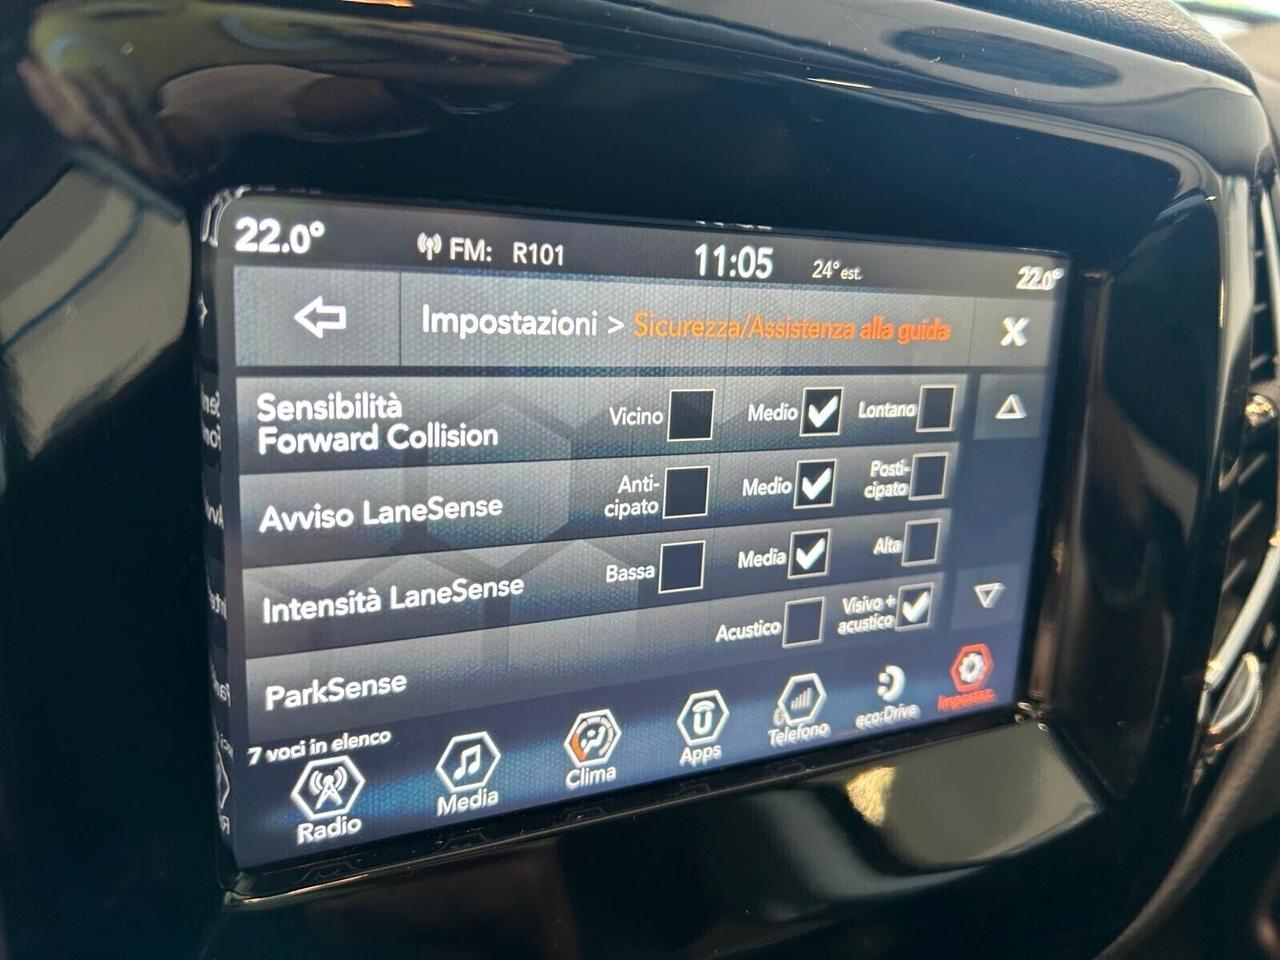 22.0° FM: R101 11:05 24° est. 22.0°
Impostazioni > Sicurezza/Assistenza alla guida X
Sensibilità
Forward Collision
Vicino Medio Lontano
Avviso LaneSense
Anti-
cipato
Medio
Posti-
cipato
Intensità LaneSense
Bassa Media Alta
ParkSense
Acustico
Visivo +
acustico
7 voci in elenco
Radio Media Clima Apps Telefono eco:Drive Impostaz.